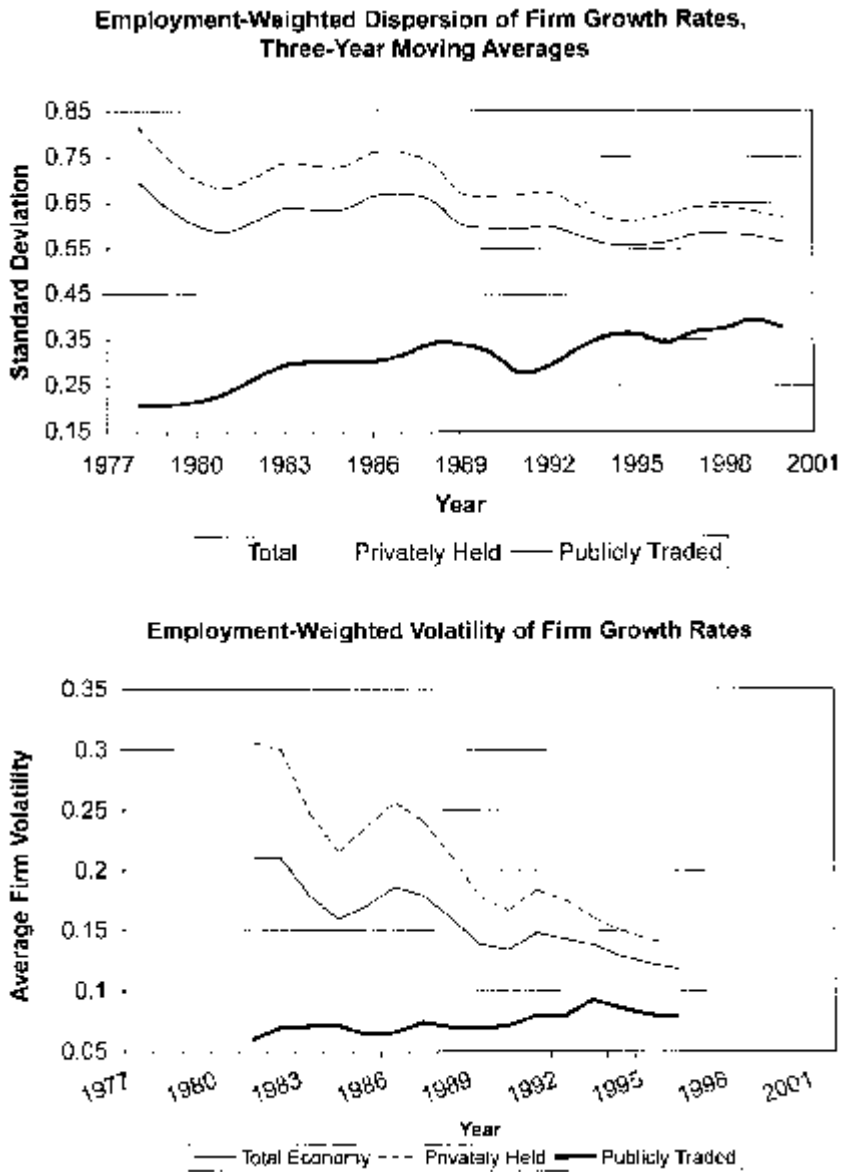 Employment-Weighted Dispersion of Firm Growth Rates,
Three-Year Moving Averages
0.85
0.75
0.65
0.55
0.45
0.35
0.25
0.15
Standard Deviation
1977 1980 1983 1986 1989 1992 1995 1998 2001
Year
Total Privately Held Publicly Traded
Employment-Weighted Volatility of Firm Growth Rates
0.35
0.3
0.25
0.2
0.15
0.1
0.05
Average Firm Volatility
1977 1980 1983 1986 1989 1992 1995 1998 2001
Year
Total Economy Privately Held Publicly Traded